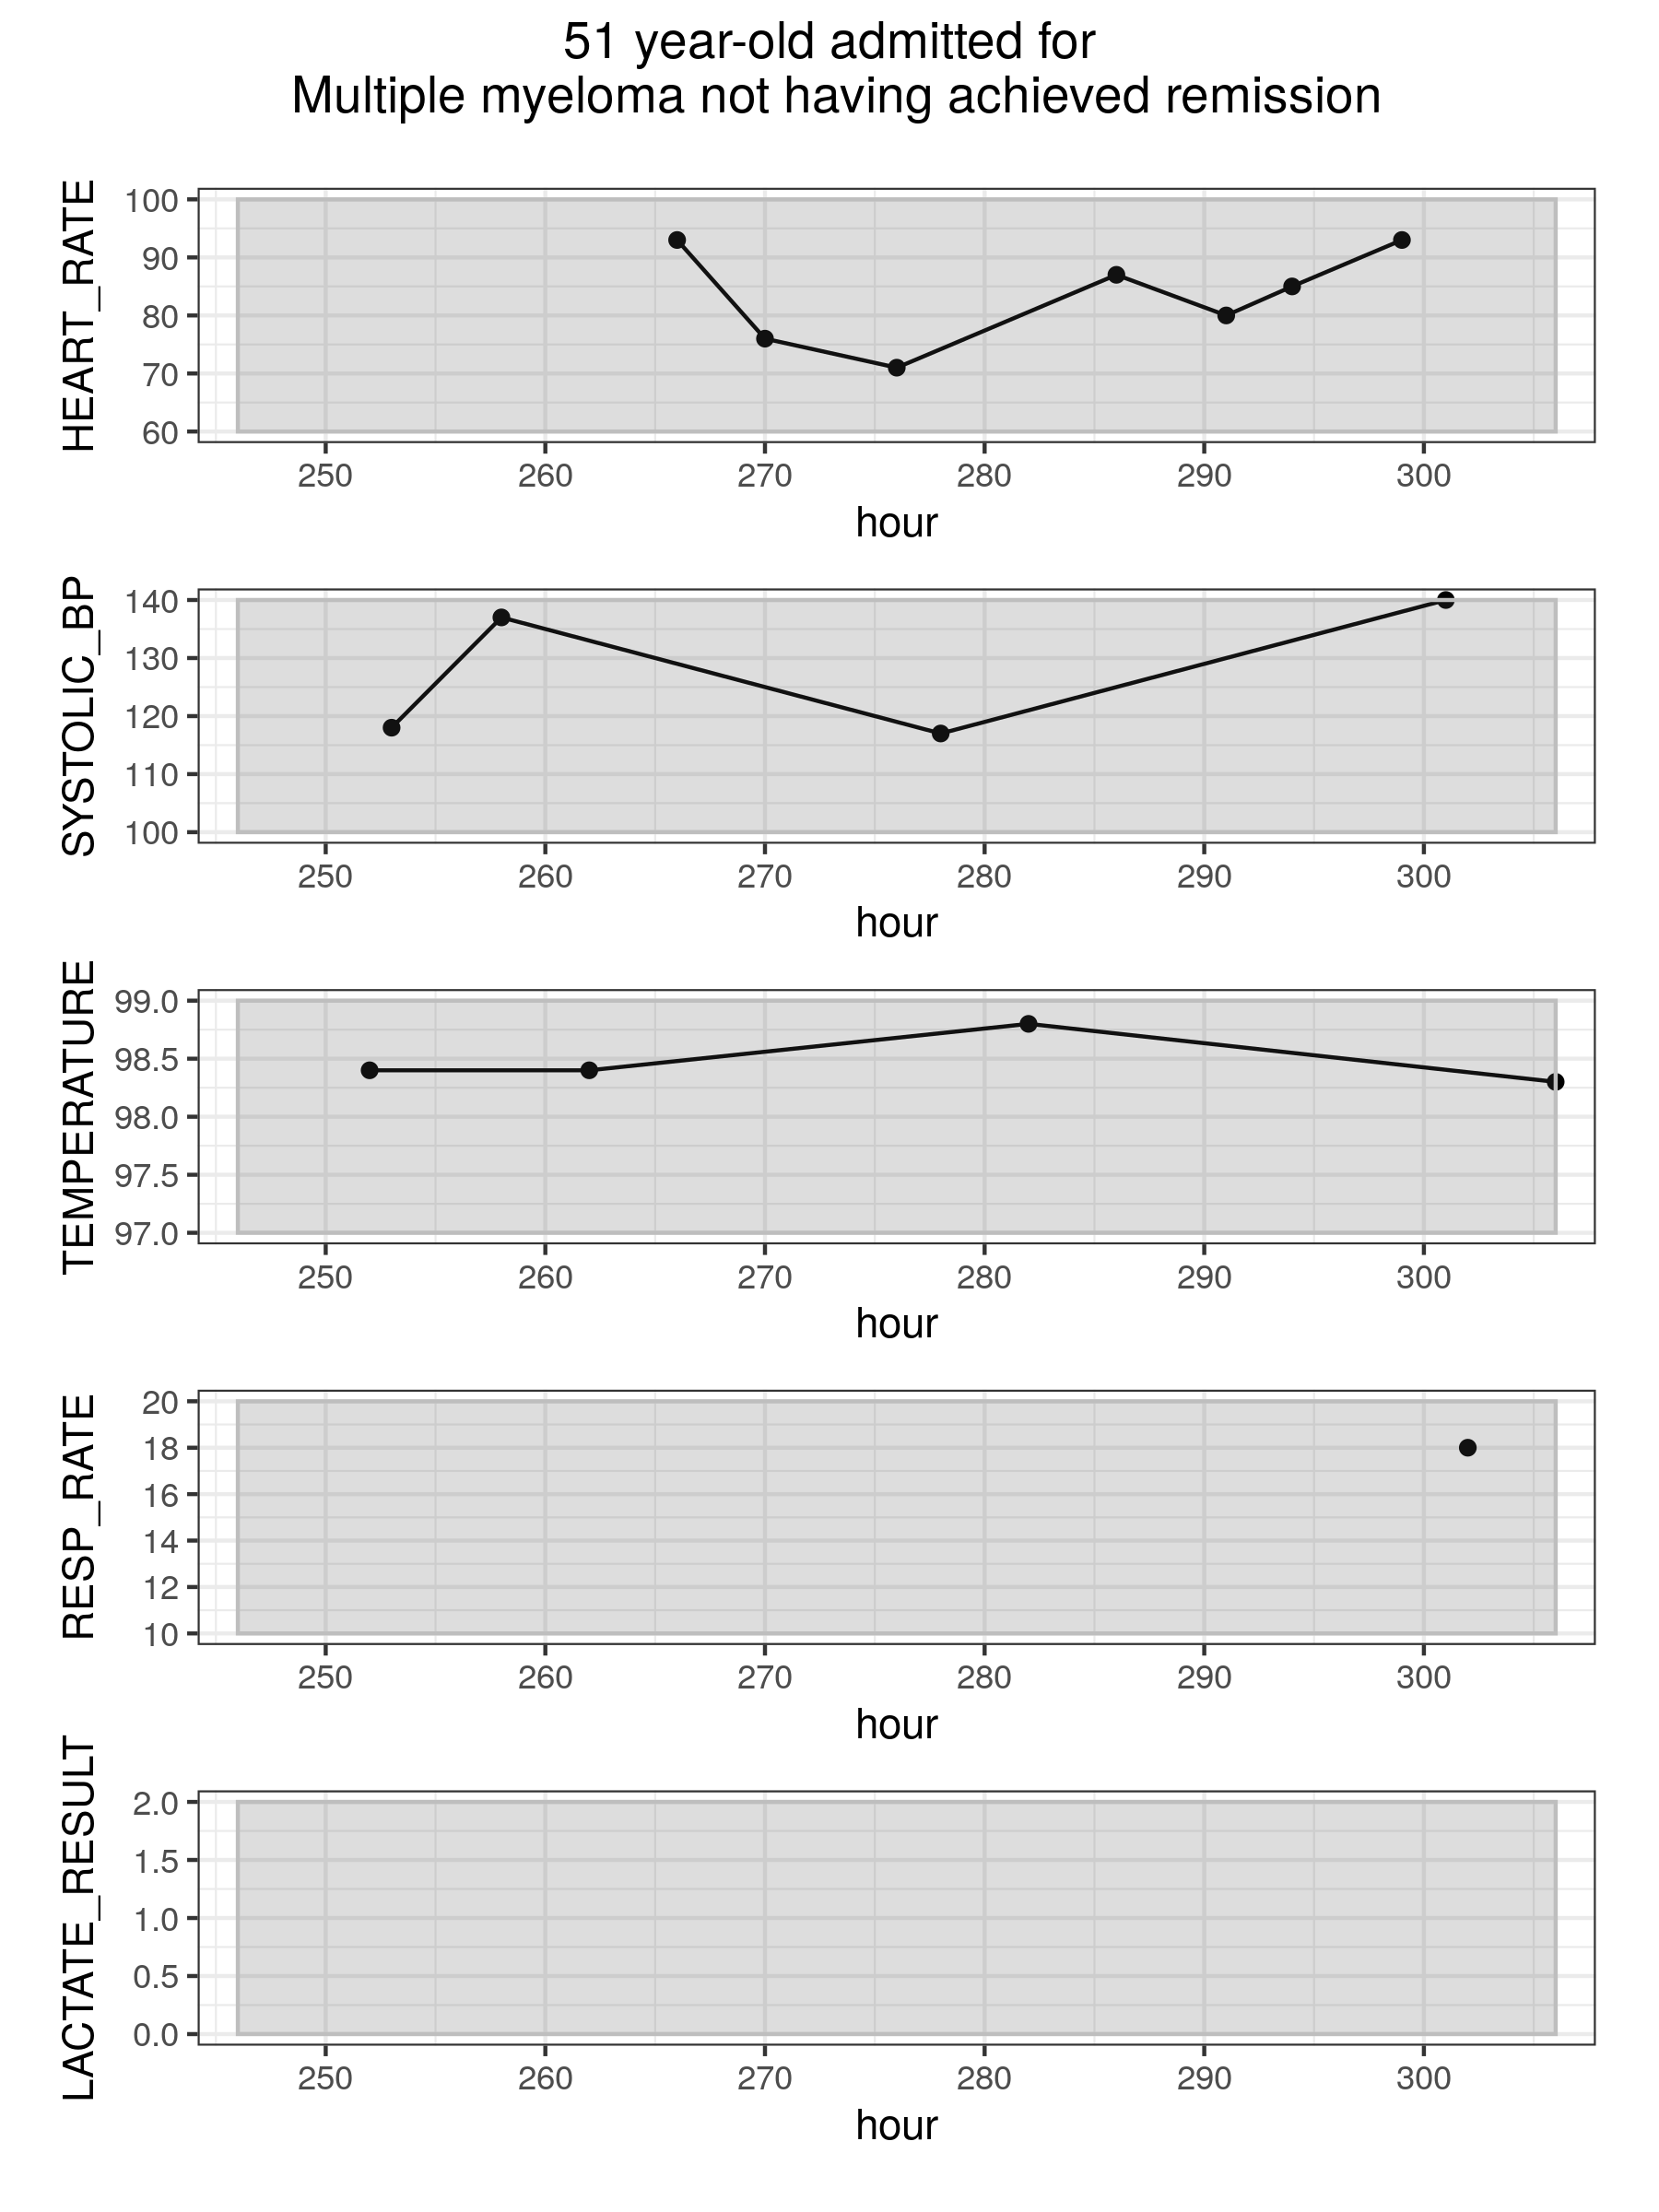 51 year-old admitted for
Multiple myeloma not having achieved remission
HEART_RATE
100
90
80
70
60
250 260 270 280 290 300
hour
SYSTOLIC_BP
140
130
120
110
100
250 260 270 280 290 300
hour
TEMPERATURE
99.0
98.5
98.0
97.5
97.0
250 260 270 280 290 300
hour
RESP_RATE
20
18
16
14
12
10
250 260 270 280 290 300
hour
LACTATE_RESULT
2.0
1.5
1.0
0.5
0.0
250 260 270 280 290 300
hour